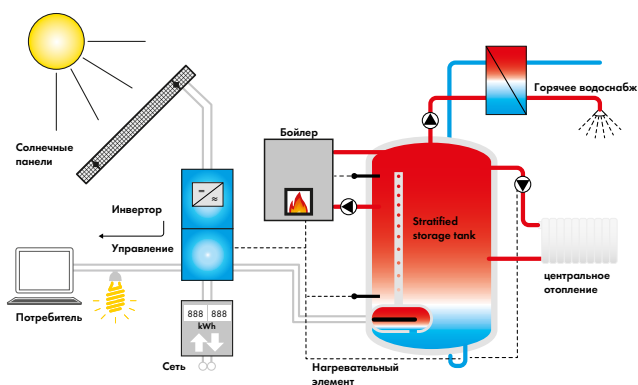 Горячее водоснабж
Бойлер
Солнечные
панели
Инвертор
Stratified
storage tank
Управление
центральное
отопление
Потребитель
888 888
kWh
Сеть
Нагревательный
элемент